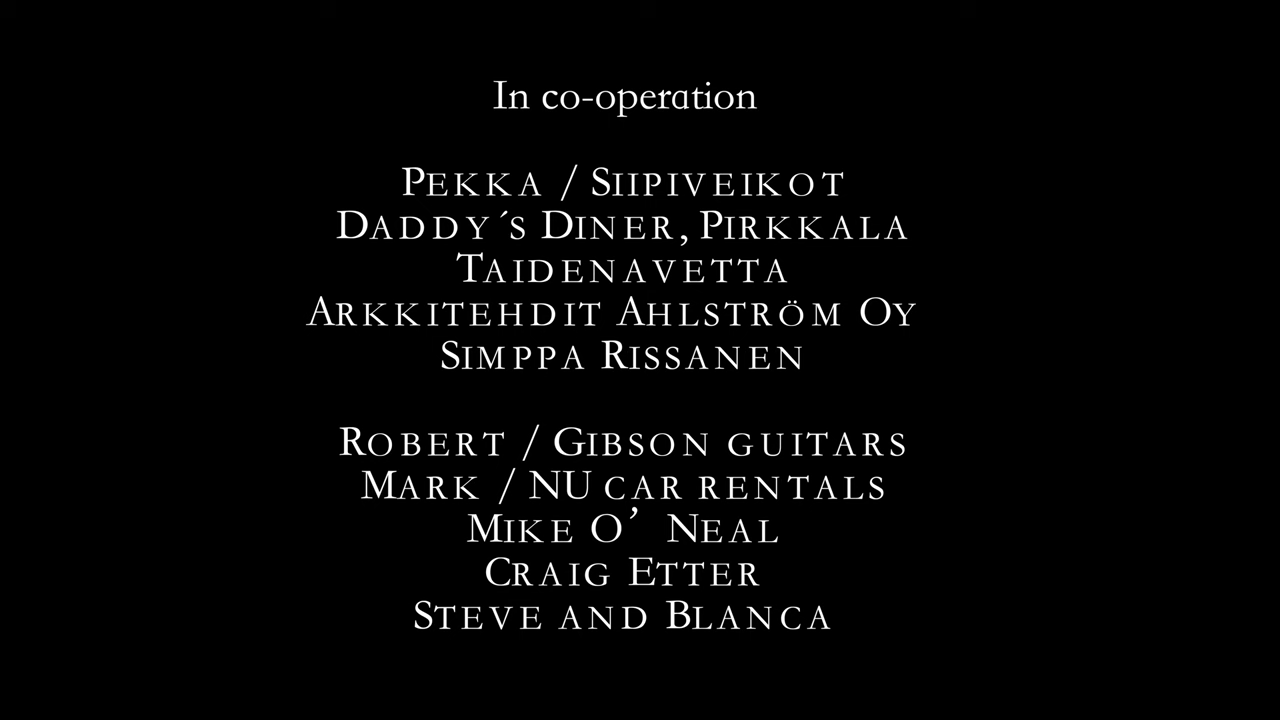 In co-operation
Pekka / Siipiveikot
Daddy´s Diner, Pirkkala
Taidenavetta
Arkkitehdit Ahlström Oy
Simppa Rissanen
Robert / Gibson guitars
Mark / NU car rentals
Mike O’ Neal
Craig Etter
Steve and Blanca